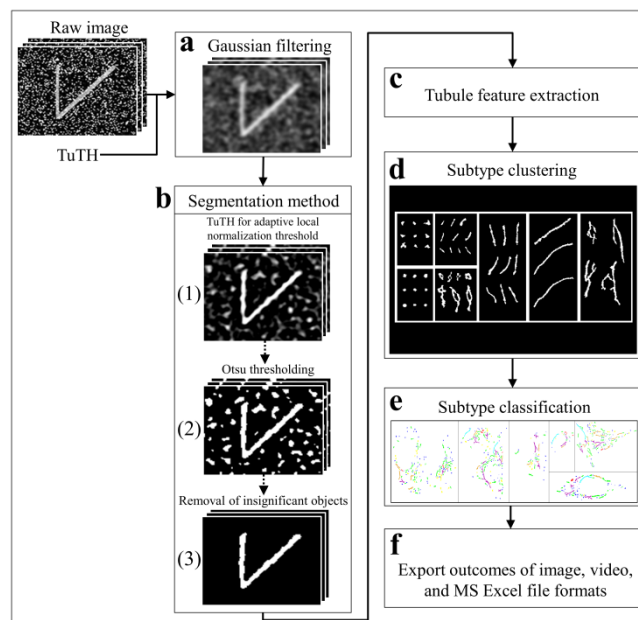 Raw image
TuTH
a
Gaussian filtering
b
Segmentation method
TuTH for adaptive local
normalization threshold
(1)
Otsu thresholding
(2)
Removal of insignificant objects
(3)
c
Tubule feature extraction
d
Subtype clustering
e
Subtype classification
f
Export outcomes of image, video,
and MS Excel file formats